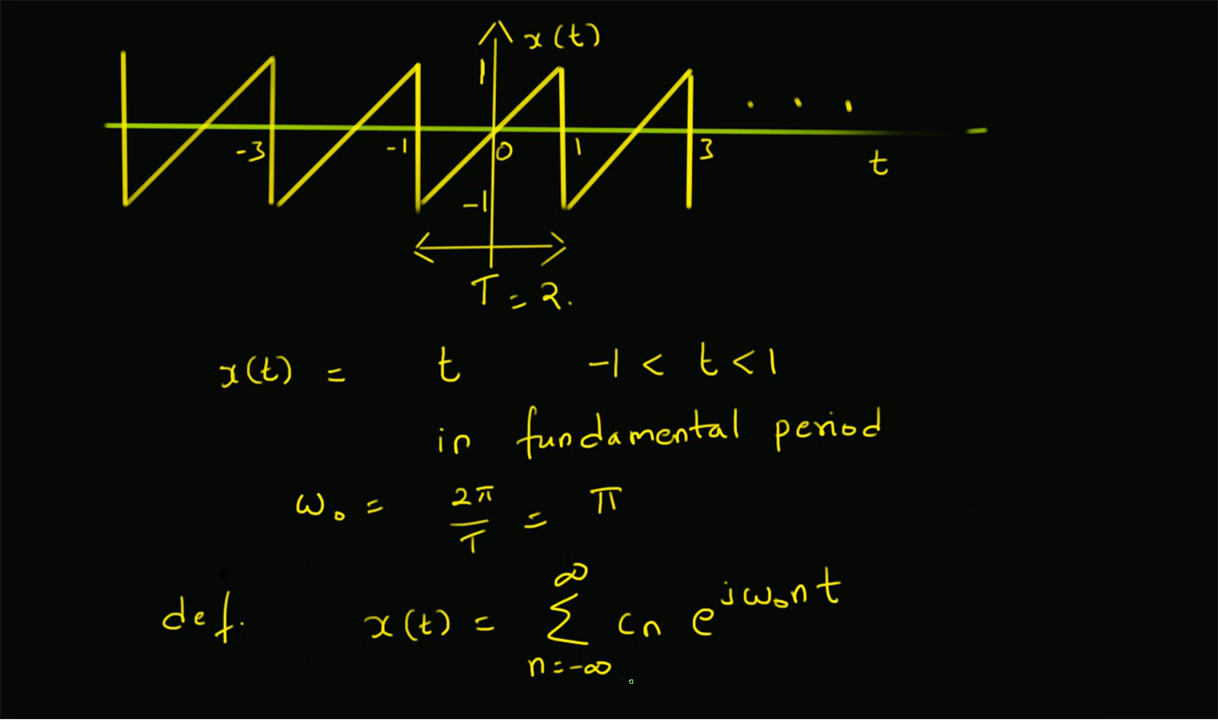 x(t)
1
-3 -1 0 1 3
t
-1
T = 2.
x(t) = t -1 < t < 1
in fundamental period
ω₀ = 2π/T = π
def. x(t) = ∑_{n=-∞}^{∞} cn e^{jω₀nt}